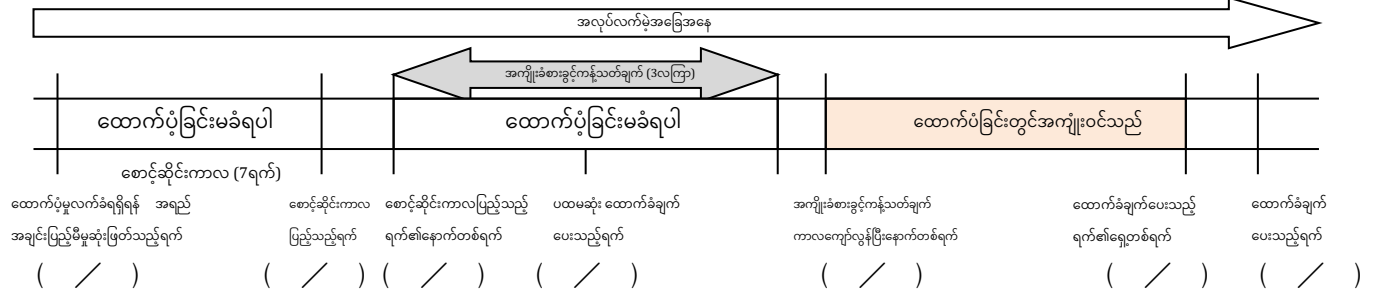 အလုပ်လက်မဲ့အခြေအနေ
အကျိုးခံစားခွင့်ကန့်သတ်ချက် (3လကြာ)
ထောက်ပံ့ခြင်းမခံရပါ ထောက်ပံ့ခြင်းမခံရပါ ထောက်ပံခြင်းတွင်အကျုံးဝင်သည်
စောင့်ဆိုင်းကာလ (7ရက်)
ထောက်ပံ့မှုလက်ခံရရှိရန် အရည် စောင့်ဆိုင်းကာလ စောင့်ဆိုင်းကာလပြည့်သည့် ပထမဆုံး ထောက်ခံချက် အကျိုးခံစားခွင့်ကန့်သတ်ချက် ထောက်ခံချက်ပေးသည့် ထောက်ခံချက်
အချင်းပြည့်မီမှုဆုံးဖြတ်သည့်ရက် ပြည့်သည့်ရက် ရက်၏နောက်တစ်ရက် ပေးသည့်ရက် ကာလကျော်လွန်ပြီးနောက်တစ်ရက် ရက်၏ရှေ့တစ်ရက် ပေးသည့်ရက်
( ／ ) ( ／ ) ( ／ ) ( ／ ) ( ／ ) ( ／ ) ( ／ )